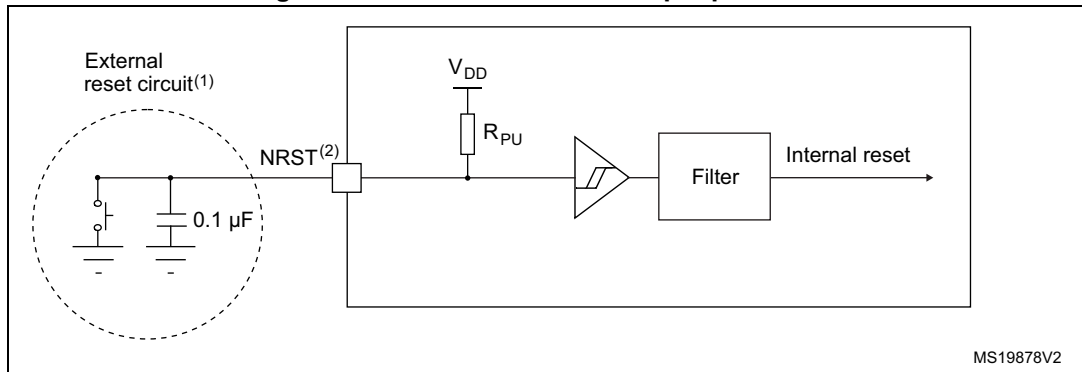 External
reset circuit(1)
VDD
RPU
NRST(2)
Filter
Internal reset
0.1 µF
MS19878V2